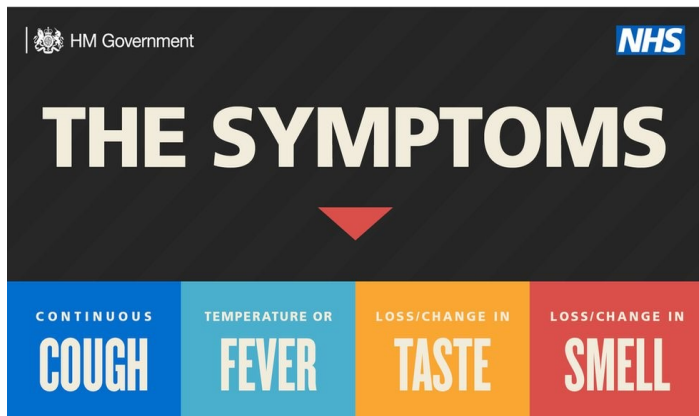 HM Government
NHS
THE SYMPTOMS
CONTINUOUS
COUGH
TEMPERATURE OR
FEVER
LOSS/CHANGE IN
TASTE
LOSS/CHANGE IN
SMELL